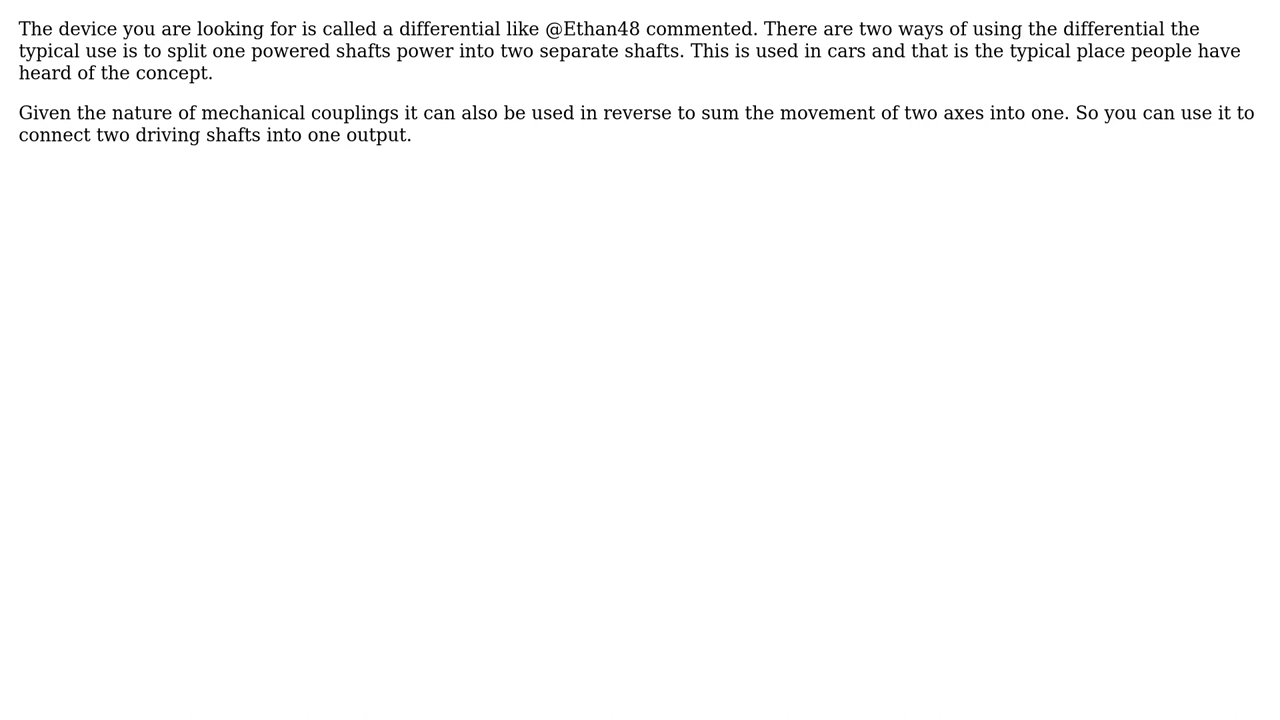 The device you are looking for is called a differential like @Ethan48 commented. There are two ways of using the differential the
typical use is to split one powered shafts power into two separate shafts. This is used in cars and that is the typical place people have
heard of the concept.
Given the nature of mechanical couplings it can also be used in reverse to sum the movement of two axes into one. So you can use it to
connect two driving shafts into one output.